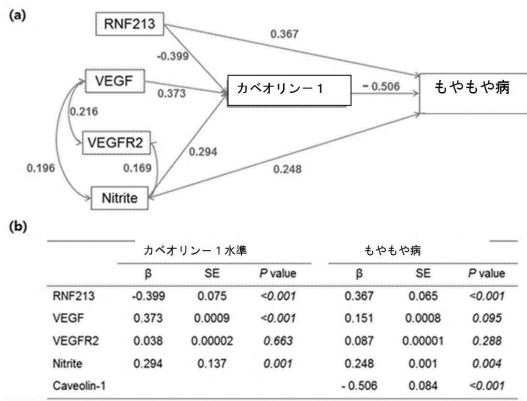 (a)
RNF213
0.367
-0.399
VEGF
0.373
カベオリンー1
− 0.506
もやもや病
0.216
VEGFR2
0.294
0.196
0.169
0.248
Nitrite
(b)
カベオリンー1水準 もやもや病
β SE P value β SE P value
RNF213 -0.399 0.075 <0.001 0.367 0.065 <0.001
VEGF 0.373 0.0009 <0.001 0.151 0.0008 0.095
VEGFR2 0.038 0.00002 0.663 0.087 0.00001 0.288
Nitrite 0.294 0.137 0.001 0.248 0.001 0.004
Caveolin-1 - 0.506 0.084 <0.001